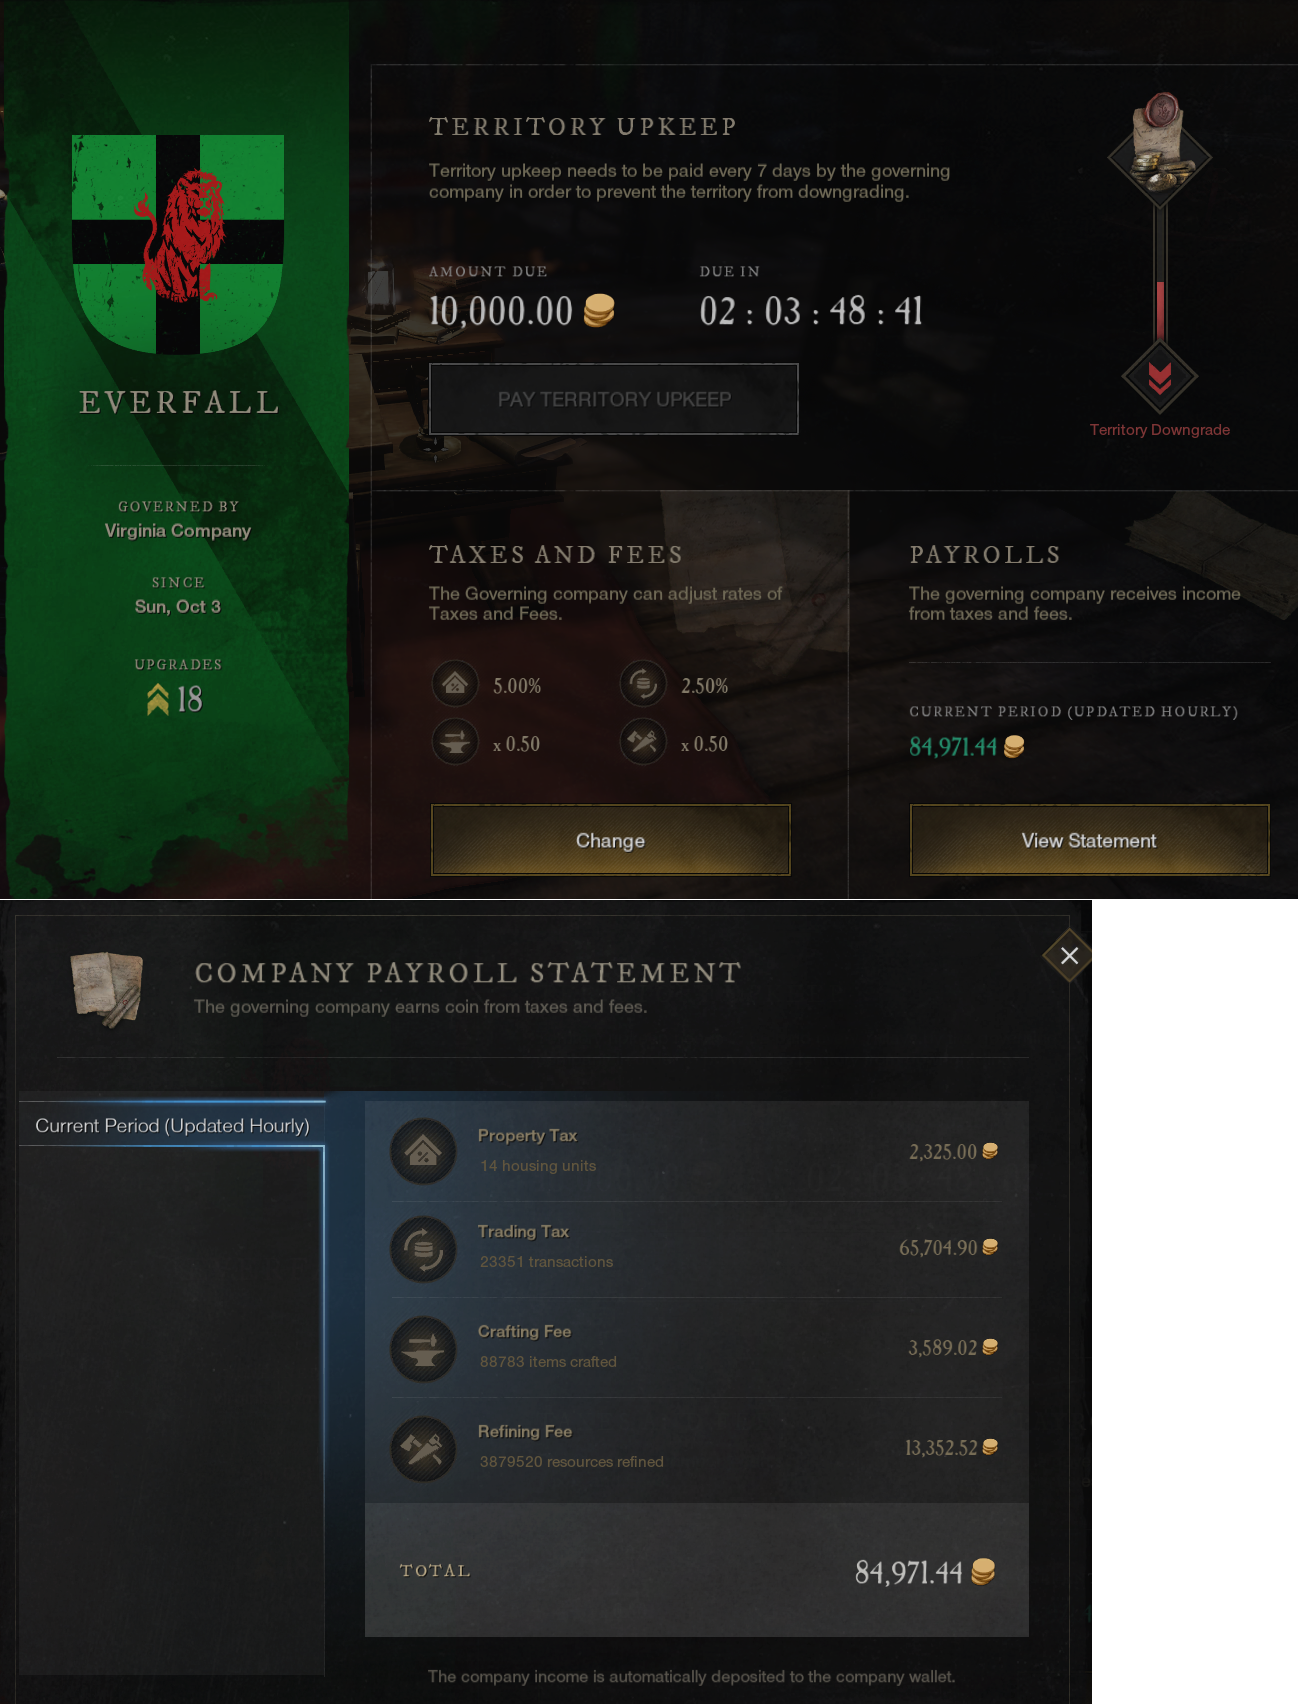 EVERFALL
GOVERNED BY
Virginia Company
SINCE
Sun, Oct 3
UPGRADES
18
TERRITORY UPKEEP
Territory upkeep needs to be paid every 7 days by the governing
company in order to prevent the territory from downgrading.
AMOUNT DUE
10,000.00
DUE IN
02 : 03 : 48 : 41
PAY TERRITORY UPKEEP
Territory Downgrade
TAXES AND FEES
The Governing company can adjust rates of
Taxes and Fees.
5.00%
2.50%
x 0.50
x 0.50
Change
PAYROLLS
The governing company receives income
from taxes and fees.
CURRENT PERIOD (UPDATED HOURLY)
84,971.44
View Statement
COMPANY PAYROLL STATEMENT
The governing company earns coin from taxes and fees.
Current Period (Updated Hourly)
Property Tax
14 housing units
2,325.00
Trading Tax
23351 transactions
65,704.90
Crafting Fee
88783 items crafted
3,589.02
Refining Fee
3879520 resources refined
13,352.52
TOTAL
84,971.44
The company income is automatically deposited to the company wallet.